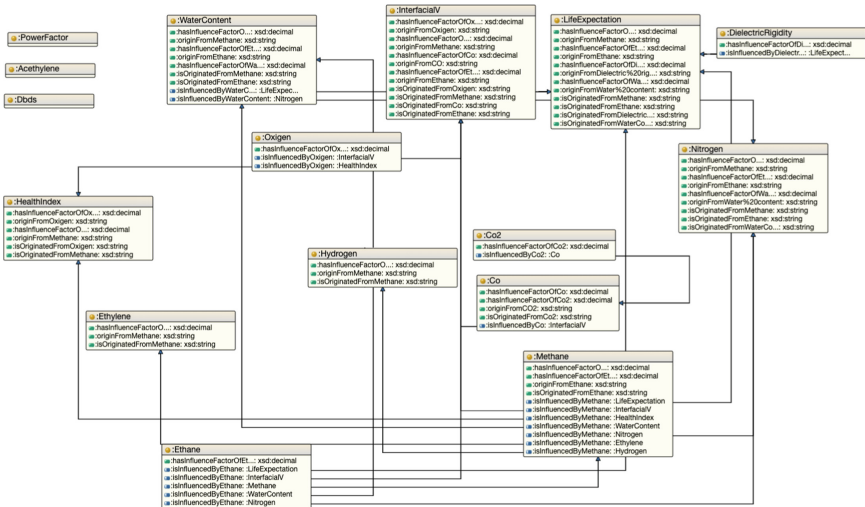 :PowerFactor
:Acethylene
:Dbds
:WaterContent
:hasInfluenceFactorO...: xsd:decimal
:originFromMethane: xsd:string
:hasInfluenceFactorOfEt...: xsd:decimal
:originFromEthane: xsd:string
:hasInfluenceFactorOfWa...: xsd:decimal
:isOriginatedFromMethane: xsd:string
:isOriginatedFromEthane: xsd:string
:isInfluencedByWaterC...: :LifeExpec...
:isInfluencedByWaterContent: :Nitrogen
:InterfacialV
:hasInfluenceFactorOfOx...: xsd:decimal
:originFromOxigen: xsd:string
:hasInfluenceFactorO...: xsd:decimal
:originFromMethane: xsd:string
:hasInfluenceFactorOfCo: xsd:decimal
:originFromCO: xsd:string
:hasInfluenceFactorOfEt...: xsd:decimal
:originFromEthane: xsd:string
:isOriginatedFromOxigen: xsd:string
:isOriginatedFromMethane: xsd:string
:isOriginatedFromCo: xsd:string
:isOriginatedFromEthane: xsd:string
:LifeExpectation
:hasInfluenceFactorO...: xsd:decimal
:originFromMethane: xsd:string
:hasInfluenceFactorOfEt...: xsd:decimal
:originFromEthane: xsd:string
:hasInfluenceFactorOfDi...: xsd:decimal
:originFromDielectric%20rig...: xsd:string
:hasInfluenceFactorOfWa...: xsd:decimal
:originFromWater%20content: xsd:string
:isOriginatedFromMethane: xsd:string
:isOriginatedFromEthane: xsd:string
:isOriginatedFromDielectric...: xsd:string
:isOriginatedFromWaterCo...: xsd:string
:DielectricRigidity
:hasInfluenceFactorOfDi...: xsd:decimal
:isInfluencedByDielectr...: :LifeExpect...
:Oxigen
:hasInfluenceFactorOfOx...: xsd:decimal
:isInfluencedByOxigen: :InterfacialV
:isInfluencedByOxigen: :HealthIndex
:Nitrogen
:hasInfluenceFactorO...: xsd:decimal
:originFromMethane: xsd:string
:hasInfluenceFactorOfEt...: xsd:decimal
:originFromEthane: xsd:string
:hasInfluenceFactorOfWa...: xsd:decimal
:originFromWater%20content: xsd:string
:isOriginatedFromMethane: xsd:string
:isOriginatedFromEthane: xsd:string
:isOriginatedFromWaterCo...: xsd:string
:HealthIndex
:hasInfluenceFactorOfOx...: xsd:decimal
:originFromOxigen: xsd:string
:hasInfluenceFactorO...: xsd:decimal
:originFromMethane: xsd:string
:isOriginatedFromOxigen: xsd:string
:isOriginatedFromMethane: xsd:string
:Hydrogen
:hasInfluenceFactorO...: xsd:decimal
:originFromMethane: xsd:string
:isOriginatedFromMethane: xsd:string
:Co2
:hasInfluenceFactorOfCo2: xsd:decimal
:isInfluencedByCo2: :Co
:Co
:hasInfluenceFactorOfCo: xsd:decimal
:hasInfluenceFactorOfCo2: xsd:decimal
:originFromCO2: xsd:string
:isOriginatedFromCo2: xsd:string
:isInfluencedByCo: :InterfacialV
:Ethylene
:hasInfluenceFactorO...: xsd:decimal
:originFromMethane: xsd:string
:isOriginatedFromMethane: xsd:string
:Methane
:hasInfluenceFactorO...: xsd:decimal
:hasInfluenceFactorOfEt...: xsd:decimal
:originFromEthane: xsd:string
:isOriginatedFromEthane: xsd:string
:isInfluencedByMethane: :LifeExpectation
:isInfluencedByMethane: :InterfacialV
:isInfluencedByMethane: :HealthIndex
:isInfluencedByMethane: :WaterContent
:isInfluencedByMethane: :Nitrogen
:isInfluencedByMethane: :Ethylene
:isInfluencedByMethane: :Hydrogen
:Ethane
:hasInfluenceFactorOfEt...: xsd:decimal
:isInfluencedByEthane: :LifeExpectation
:isInfluencedByEthane: :InterfacialV
:isInfluencedByEthane: :Methane
:isInfluencedByEthane: :WaterContent
:isInfluencedByEthane: :Nitrogen